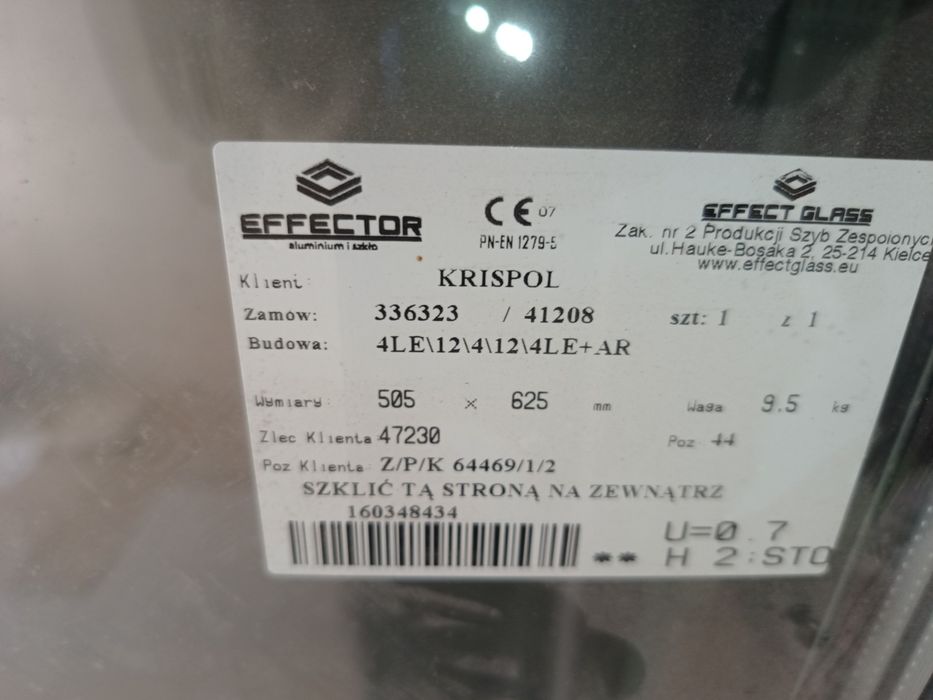 EFFECTOR
aluminium i szkło
CE 07
PN-EN 1279-5
EFFECT GLASS
Zak. nr 2 Produkcji Szyb Zespolonyc
ul.Hauke-Bosaka 2, 25-214 Kielce
www.effectglass.eu
Klient: KRISPOL
Zamów: 336323 / 41208 szt: 1 z 1
Budowa: 4LE\12\4\12\4LE+AR
Wymiary: 505 x 625 mm Waga 9.5 kg
Zlec Klienta 47230 Poz 44
Poz Klienta: Z/P/K 64469/1/2
SZKLIĆ TĄ STRONĄ NA ZEWNĄTRZ
160348434
** U=0.7
H 2:STO